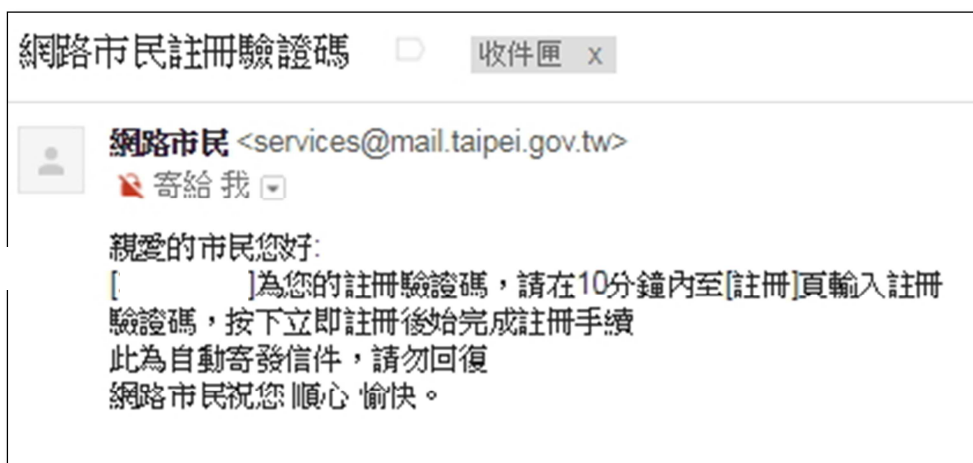 網路市民註冊驗證碼 收件匣 x
網路市民 <services@mail.taipei.gov.tw>
寄給 我
親愛的市民您好:
[ ]為您的註冊驗證碼，請在10分鐘內至[註冊]頁輸入註冊
驗證碼，按下立即註冊後始完成註冊手續
此為自動寄發信件，請勿回復
網路市民祝您 順心 愉快。